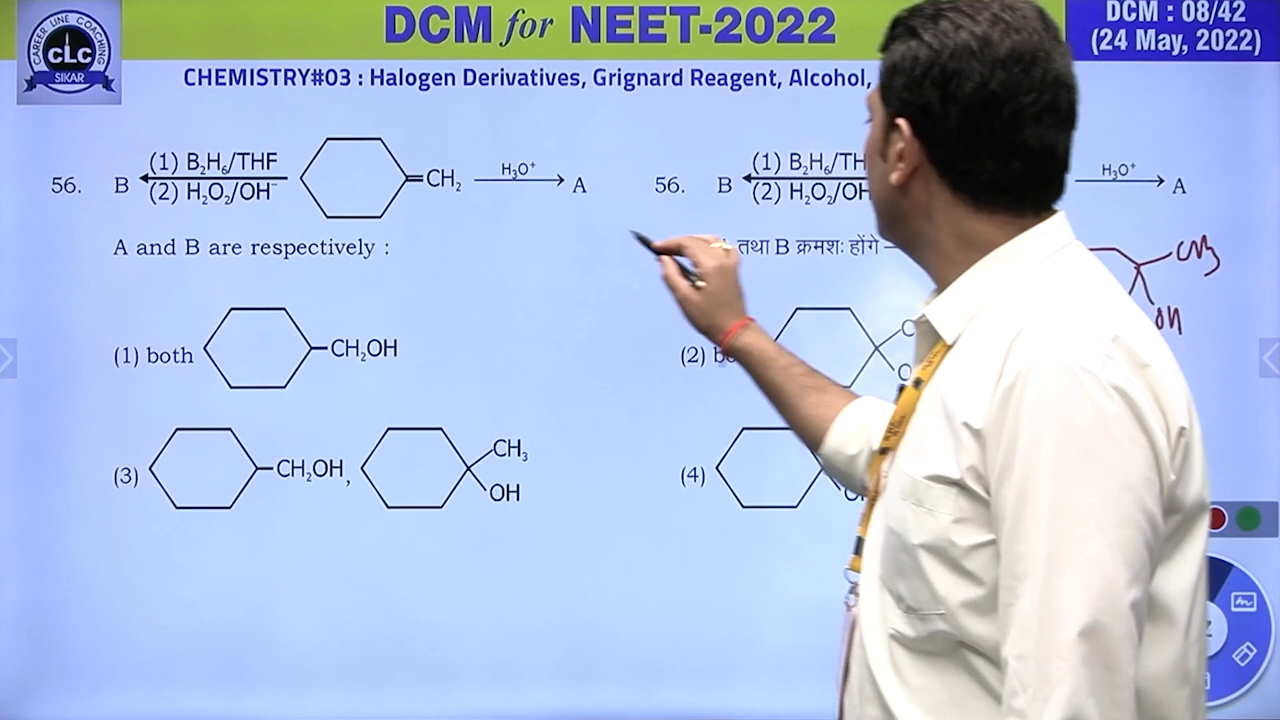 DCM for NEET-2022
DCM : 08/42
(24 May, 2022)
CAREER LINE COACHING
CLC
SIKAR
CHEMISTRY#03 : Halogen Derivatives, Grignard Reagent, Alcohol,
56. B (1) B₂H₆/THF =CH₂ H₃O⁺ A
(2) H₂O₂/OH⁻
A and B are respectively :
(1) both CH₂OH
(3) CH₂OH, CH₃
OH
56. B (1) B₂H₆/TH H₃O⁺ A
(2) H₂O₂/OH
तथा B क्रमशः होंगे –
CH3
OH
(2)
(4)